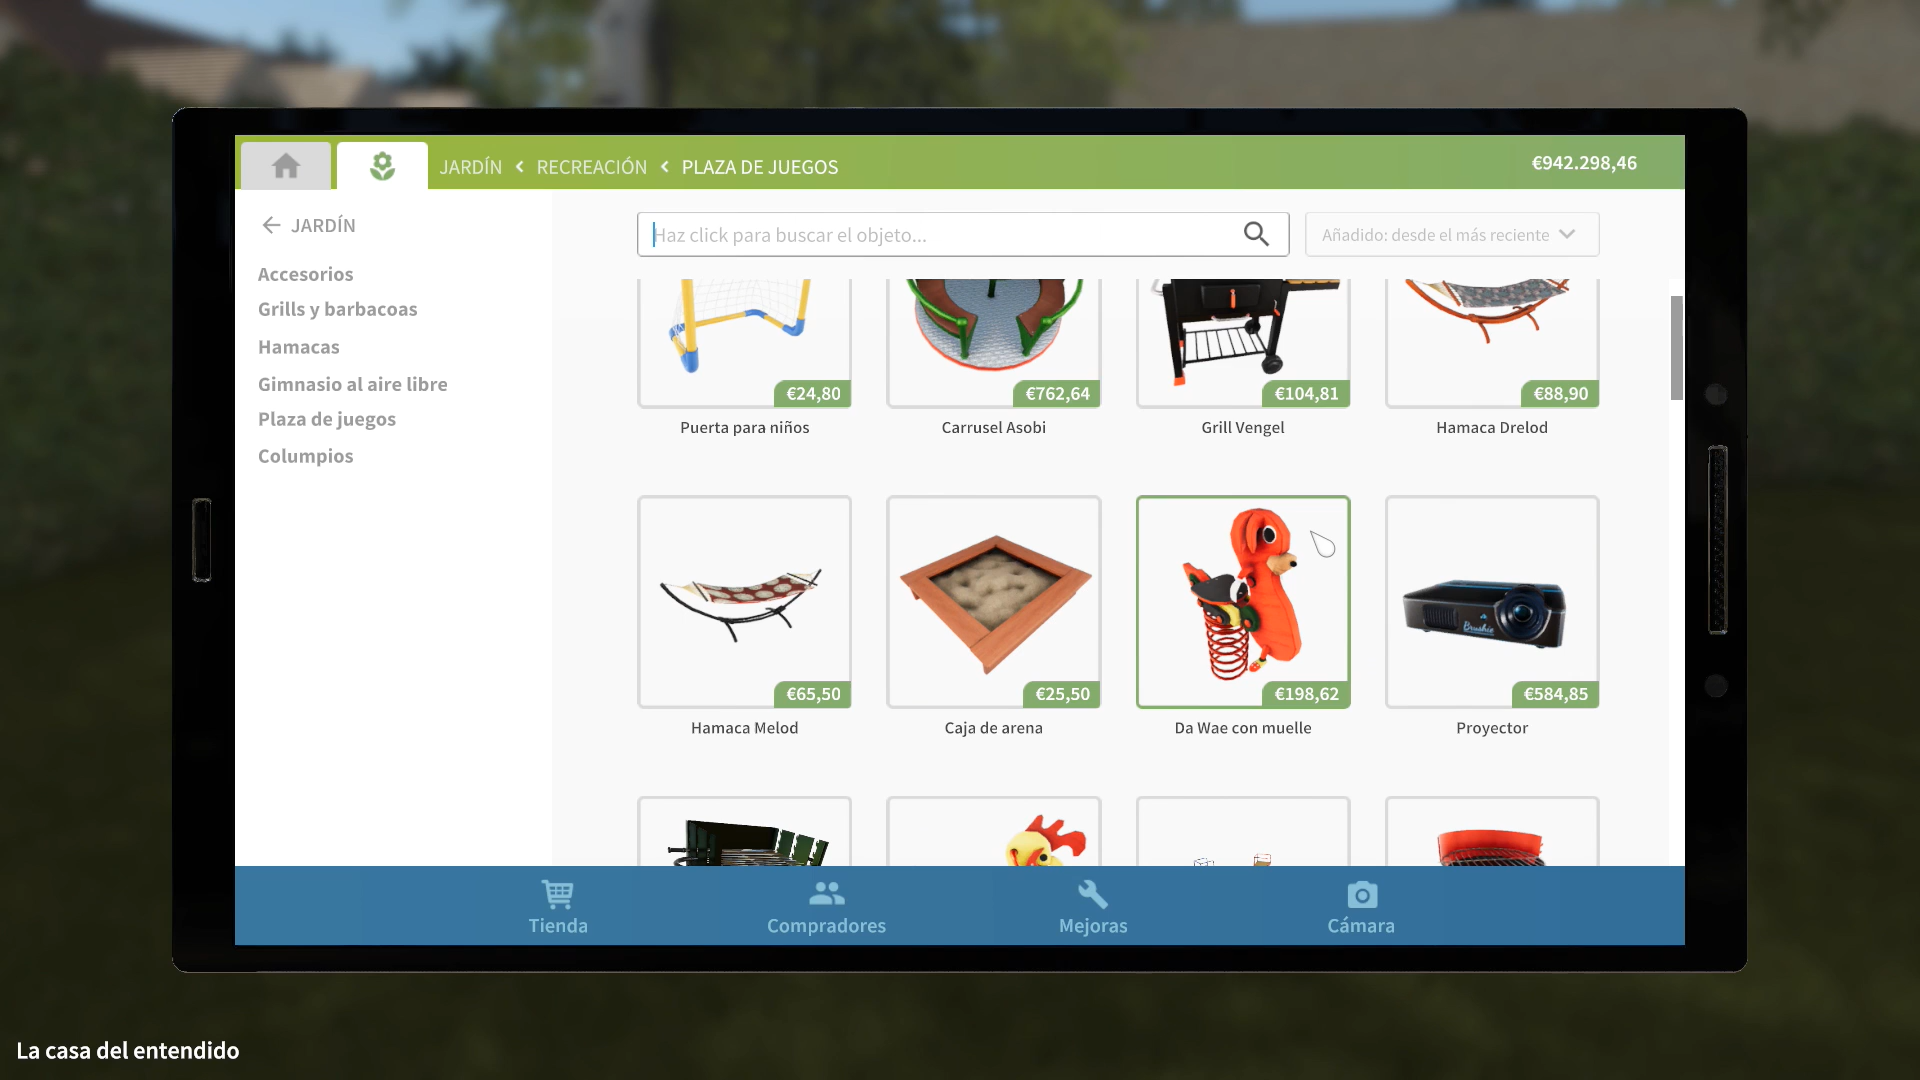 JARDÍN RECREACIÓN PLAZA DE JUEGOS €942.298,46
JARDÍN
Accesorios
Grills y barbacoas
Hamacas
Gimnasio al aire libre
Plaza de juegos
Columpios
Haz click para buscar el objeto...
Añadido: desde el más reciente
€24,80 €762,64 €104,81 €88,90
Puerta para niños Carrusel Asobi Grill Vengel Hamaca Drelod
Brushie
€65,50 €25,50 €198,62 €584,85
Hamaca Melod Caja de arena Da Wae con muelle Proyector
Tienda Compradores Mejoras Cámara
La casa del entendido